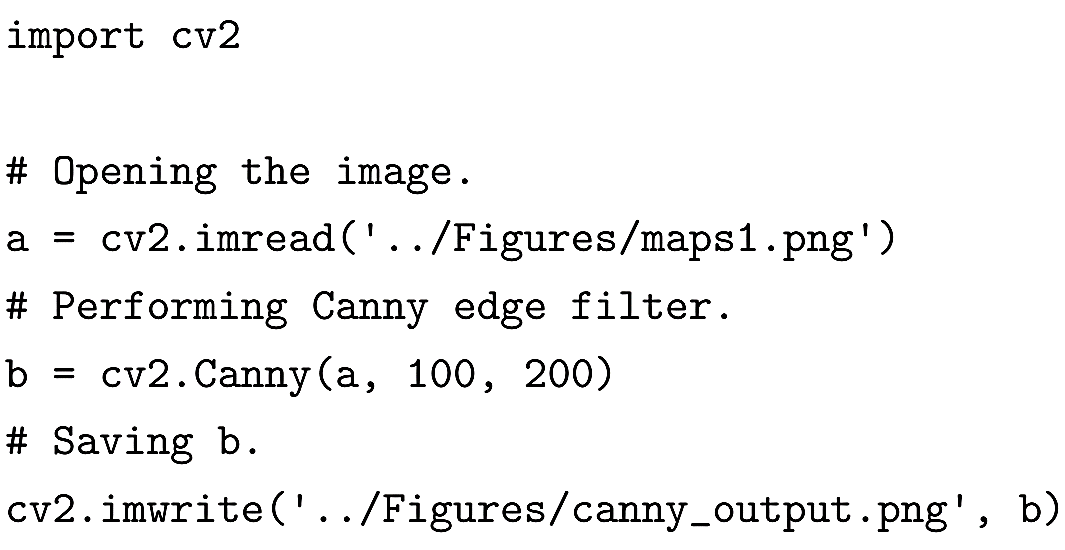 import cv2
# Opening the image.
a = cv2.imread('../Figures/maps1.png')
# Performing Canny edge filter.
b = cv2.Canny(a, 100, 200)
# Saving b.
cv2.imwrite('../Figures/canny_output.png', b)